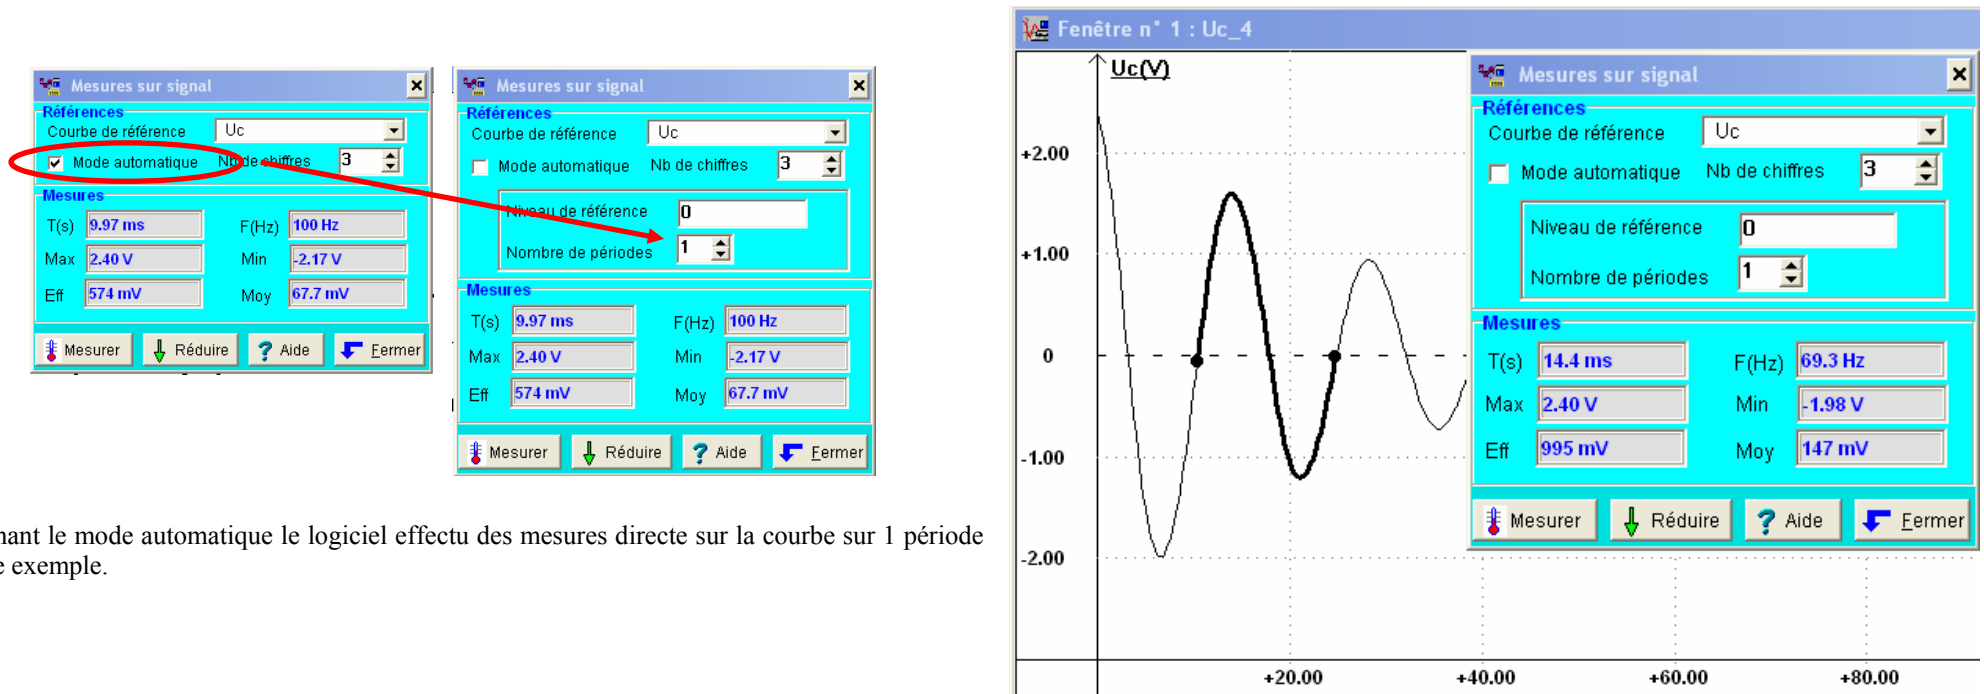 Mesures sur signal
Références
Courbe de référence Uc
Mode automatique Nb de chiffres 3
Mesures
T(s) 9.97 ms F(Hz) 100 Hz
Max 2.40 V Min -2.17 V
Eff 574 mV Moy 67.7 mV
Mesurer Réduire ? Aide Fermer
Mesures sur signal
Références
Courbe de référence Uc
Mode automatique Nb de chiffres 3
Niveau de référence 0
Nombre de périodes 1
Mesures
T(s) 9.97 ms F(Hz) 100 Hz
Max 2.40 V Min -2.17 V
Eff 574 mV Moy 67.7 mV
Mesurer Réduire ? Aide Fermer
nant le mode automatique le logiciel effectu des mesures directe sur la courbe sur 1 période
e exemple.
Fenêtre n° 1 : Uc_4
Uc(V)
+2.00
+1.00
0
-1.00
-2.00
+20.00 +40.00 +60.00 +80.00
Mesures sur signal
Références
Courbe de référence Uc
Mode automatique Nb de chiffres 3
Niveau de référence 0
Nombre de périodes 1
Mesures
T(s) 14.4 ms F(Hz) 69.3 Hz
Max 2.40 V Min -1.98 V
Eff 995 mV Moy 147 mV
Mesurer Réduire ? Aide Fermer